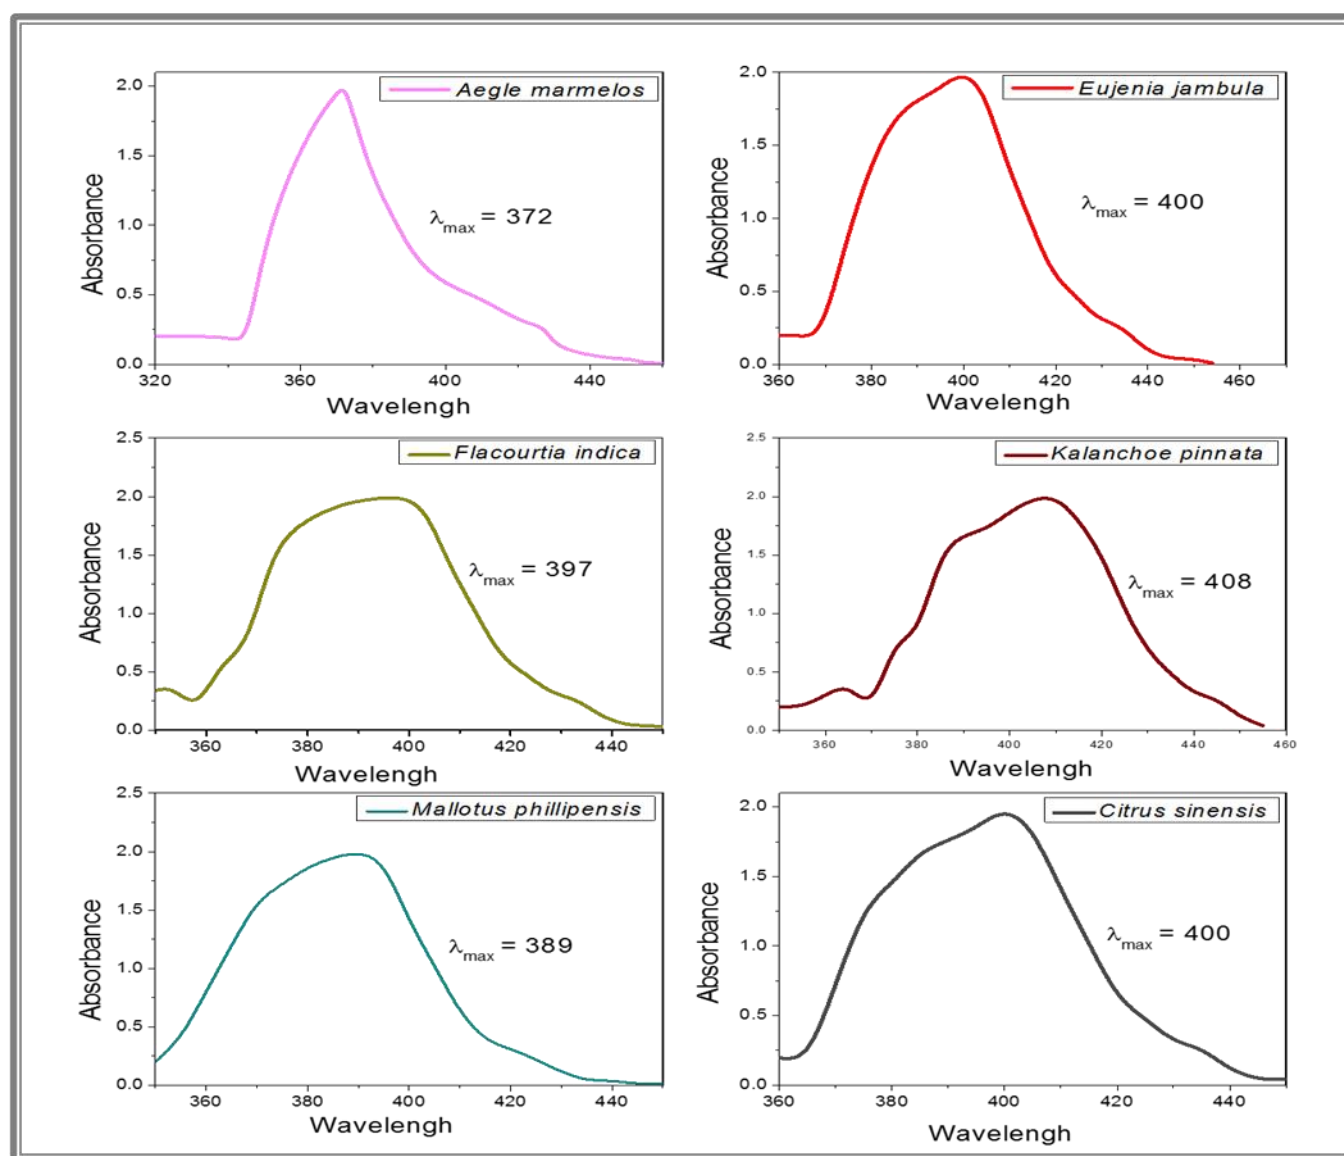 Aegle marmelos
2.0
1.5
1.0
0.5
0.0
Absorbance
λmax = 372
320 360 400 440
Wavelengh
Eujenia jambula
2.0
1.5
1.0
0.5
0.0
Absorbance
λmax = 400
360 380 400 420 440 460
Wavelengh
Flacourtia indica
2.5
2.0
1.5
1.0
0.5
0.0
Absorbance
λmax = 397
360 380 400 420 440
Wavelengh
Kalanchoe pinnata
2.5
2.0
1.5
1.0
0.5
0.0
Absorbance
λmax = 408
360 380 400 420 440 460
Wavelengh
Mallotus phillipensis
2.5
2.0
1.5
1.0
0.5
0.0
Absorbance
λmax = 389
360 380 400 420 440
Wavelengh
Citrus sinensis
2.0
1.5
1.0
0.5
0.0
Absorbance
λmax = 400
360 380 400 420 440
Wavelengh